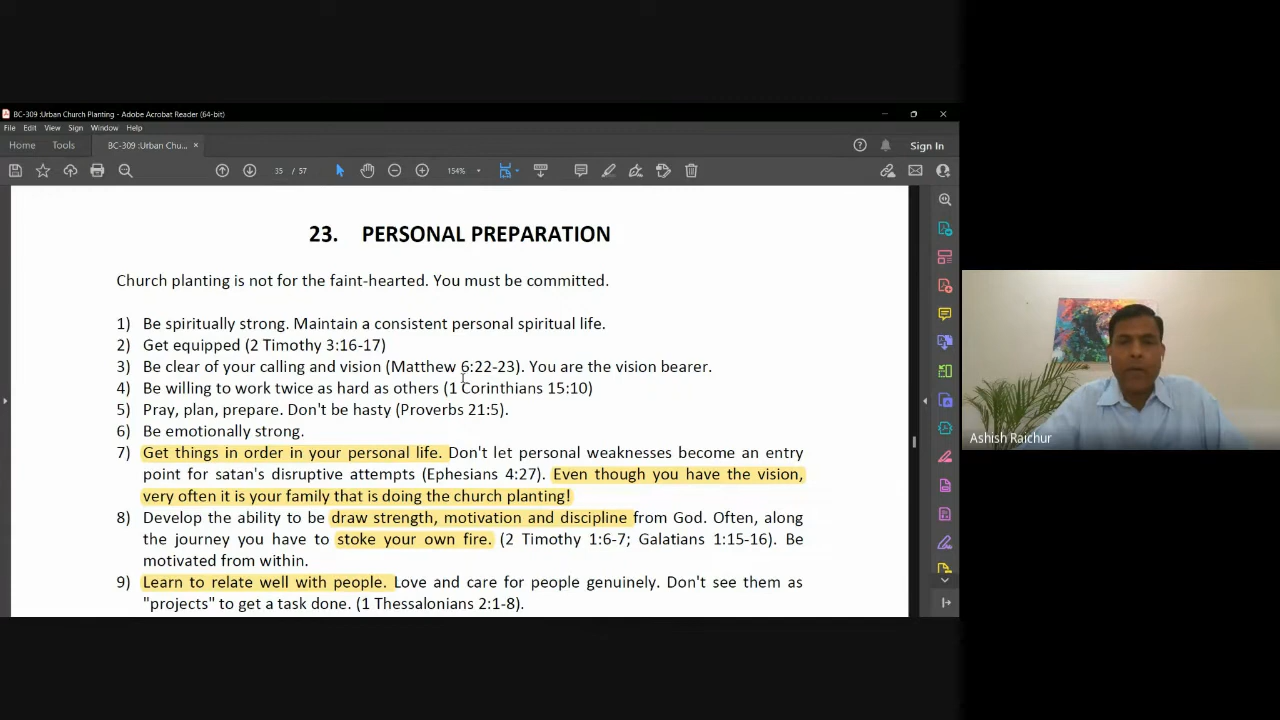 BC-309 :Urban Church Planting - Adobe Acrobat Reader (64-bit)
File Edit View Sign Window Help
Home Tools BC-309 :Urban Chu... × Sign In
35 / 57 154%
23. PERSONAL PREPARATION
Church planting is not for the faint-hearted. You must be committed.
1) Be spiritually strong. Maintain a consistent personal spiritual life.
2) Get equipped (2 Timothy 3:16-17)
3) Be clear of your calling and vision (Matthew 6:22-23). You are the vision bearer.
4) Be willing to work twice as hard as others (1 Corinthians 15:10)
5) Pray, plan, prepare. Don't be hasty (Proverbs 21:5).
6) Be emotionally strong.
7) Get things in order in your personal life. Don't let personal weaknesses become an entry
point for satan's disruptive attempts (Ephesians 4:27). Even though you have the vision,
very often it is your family that is doing the church planting!
8) Develop the ability to be draw strength, motivation and discipline from God. Often, along
the journey you have to stoke your own fire. (2 Timothy 1:6-7; Galatians 1:15-16). Be
motivated from within.
9) Learn to relate well with people. Love and care for people genuinely. Don't see them as
"projects" to get a task done. (1 Thessalonians 2:1-8).
Ashish Raichur